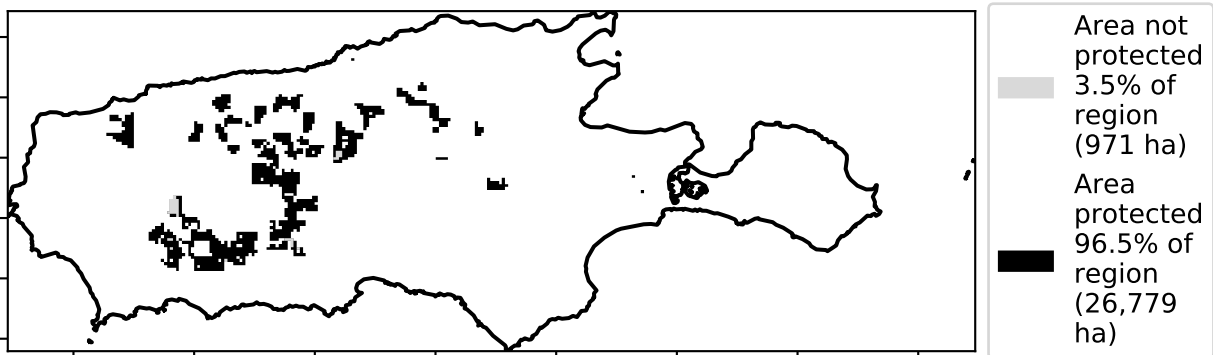 Area not
protected
3.5% of
region
(971 ha)
Area
protected
96.5% of
region
(26,779
ha)